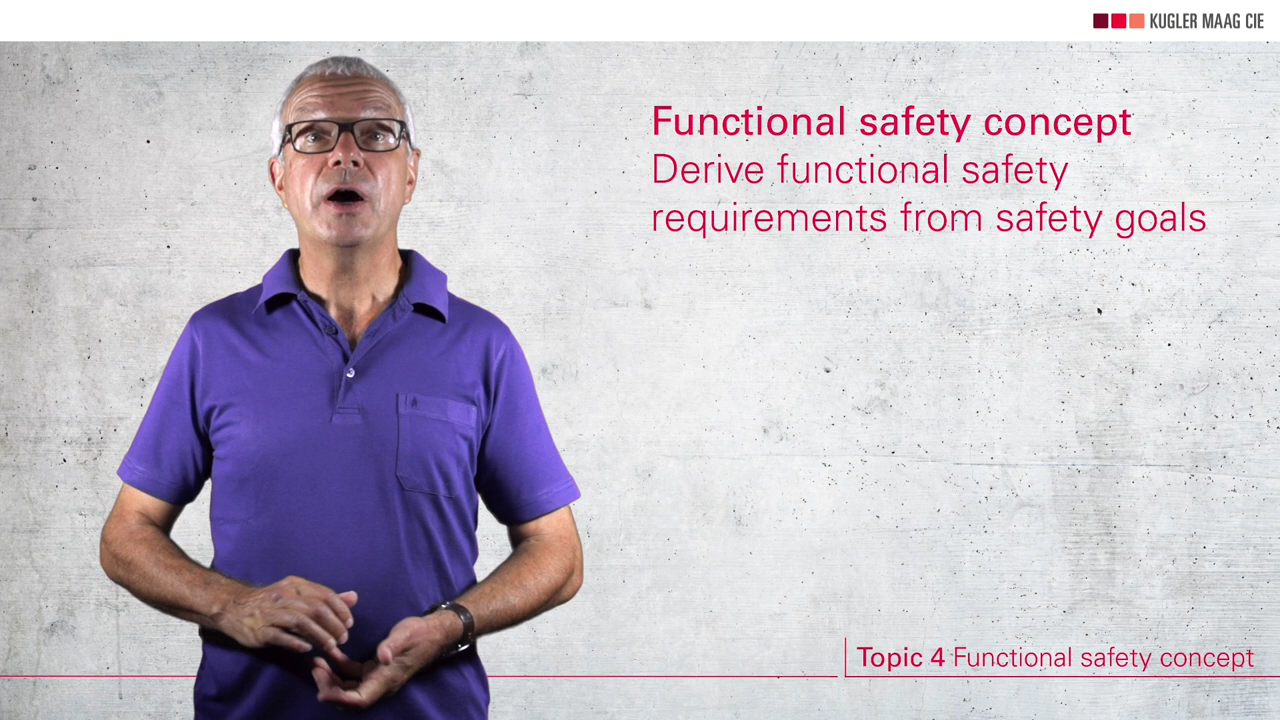 KUGLER MAAG CIE
Functional safety concept
Derive functional safety
requirements from safety goals
Topic 4 Functional safety concept